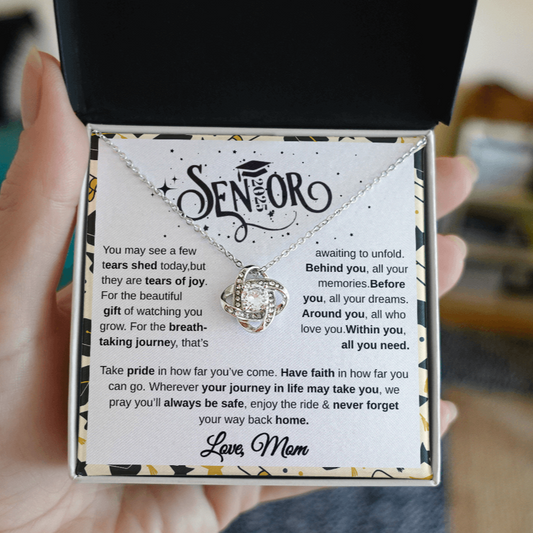 SENIOR
2025
You may see a few
tears shed today,but
they are tears of joy.
For the beautiful
gift of watching you
grow. For the breath-
taking journey, that's
awaiting to unfold.
Behind you, all your
memories.Before
you, all your dreams.
Around you, all who
love you.Within you,
all you need.
Take pride in how far you've come. Have faith in how far you
can go. Wherever your journey in life may take you, we
pray you'll always be safe, enjoy the ride & never forget
your way back home.
Love, Mom